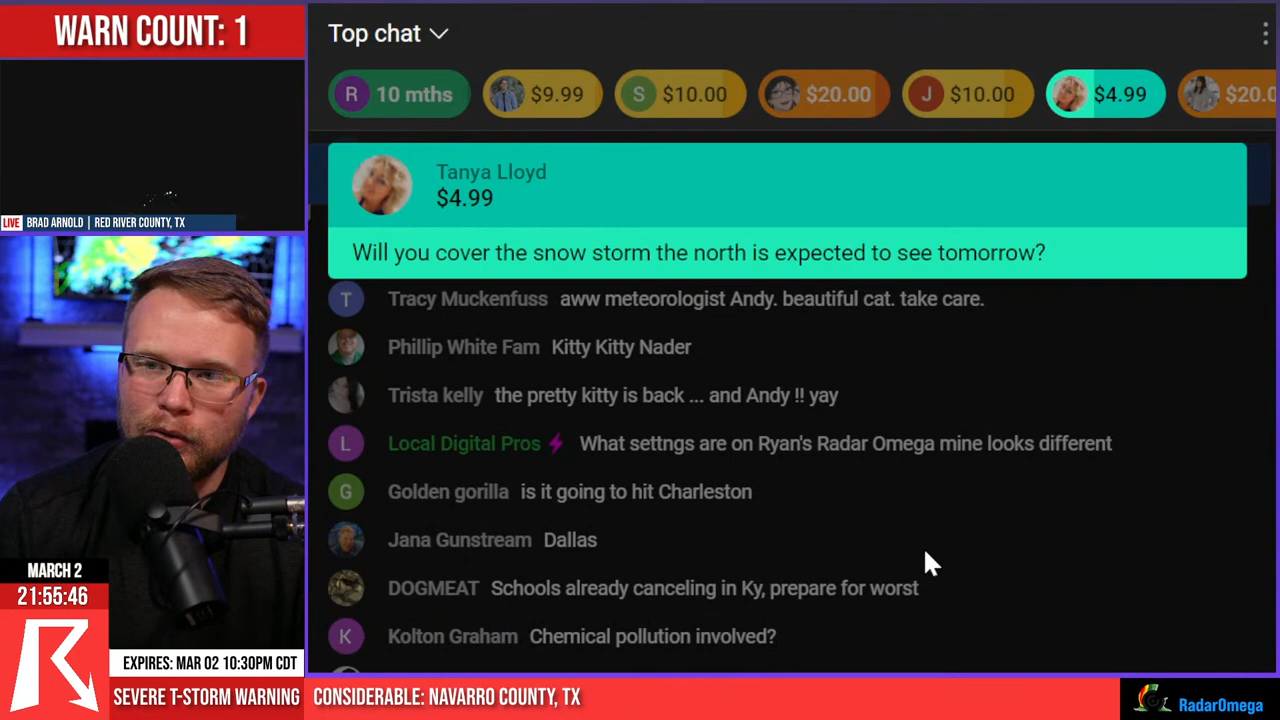 WARN COUNT: 1
LIVE BRAD ARNOLD | RED RIVER COUNTY, TX
MARCH 2
21:55:46
EXPIRES: MAR 02 10:30PM CDT
SEVERE T-STORM WARNING
CONSIDERABLE: NAVARRO COUNTY, TX
Top chat
R 10 mths $9.99 S $10.00 $20.00 J $10.00 $4.99 $20.0
Tanya Lloyd
$4.99
Will you cover the snow storm the north is expected to see tomorrow?
T Tracy Muckenfuss aww meteorologist Andy. beautiful cat. take care.
Phillip White Fam Kitty Kitty Nader
Trista kelly the pretty kitty is back ... and Andy !! yay
L Local Digital Pros What settngs are on Ryan's Radar Omega mine looks different
G Golden gorilla is it going to hit Charleston
Jana Gunstream Dallas
DOGMEAT Schools already canceling in Ky, prepare for worst
K Kolton Graham Chemical pollution involved?
RadarOmega